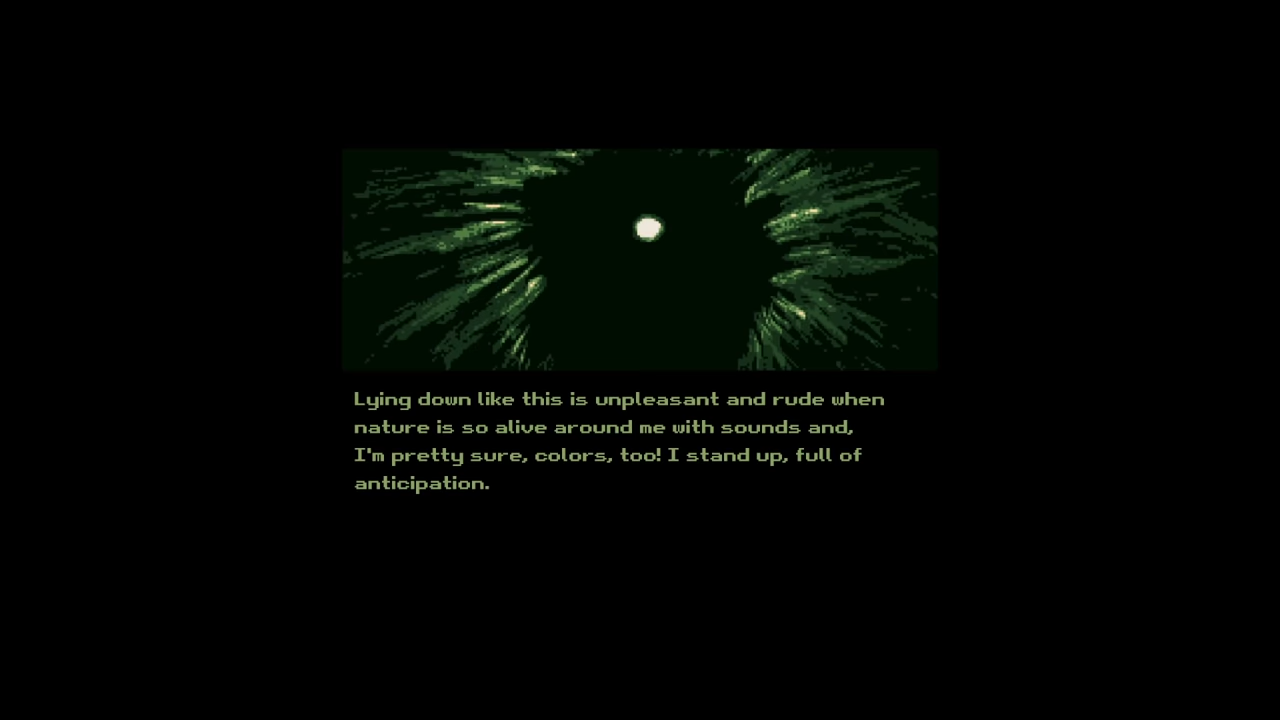 Lying down like this is unpleasant and rude when
nature is so alive around me with sounds and,
I'm pretty sure, colors, too! I stand up, full of
anticipation.